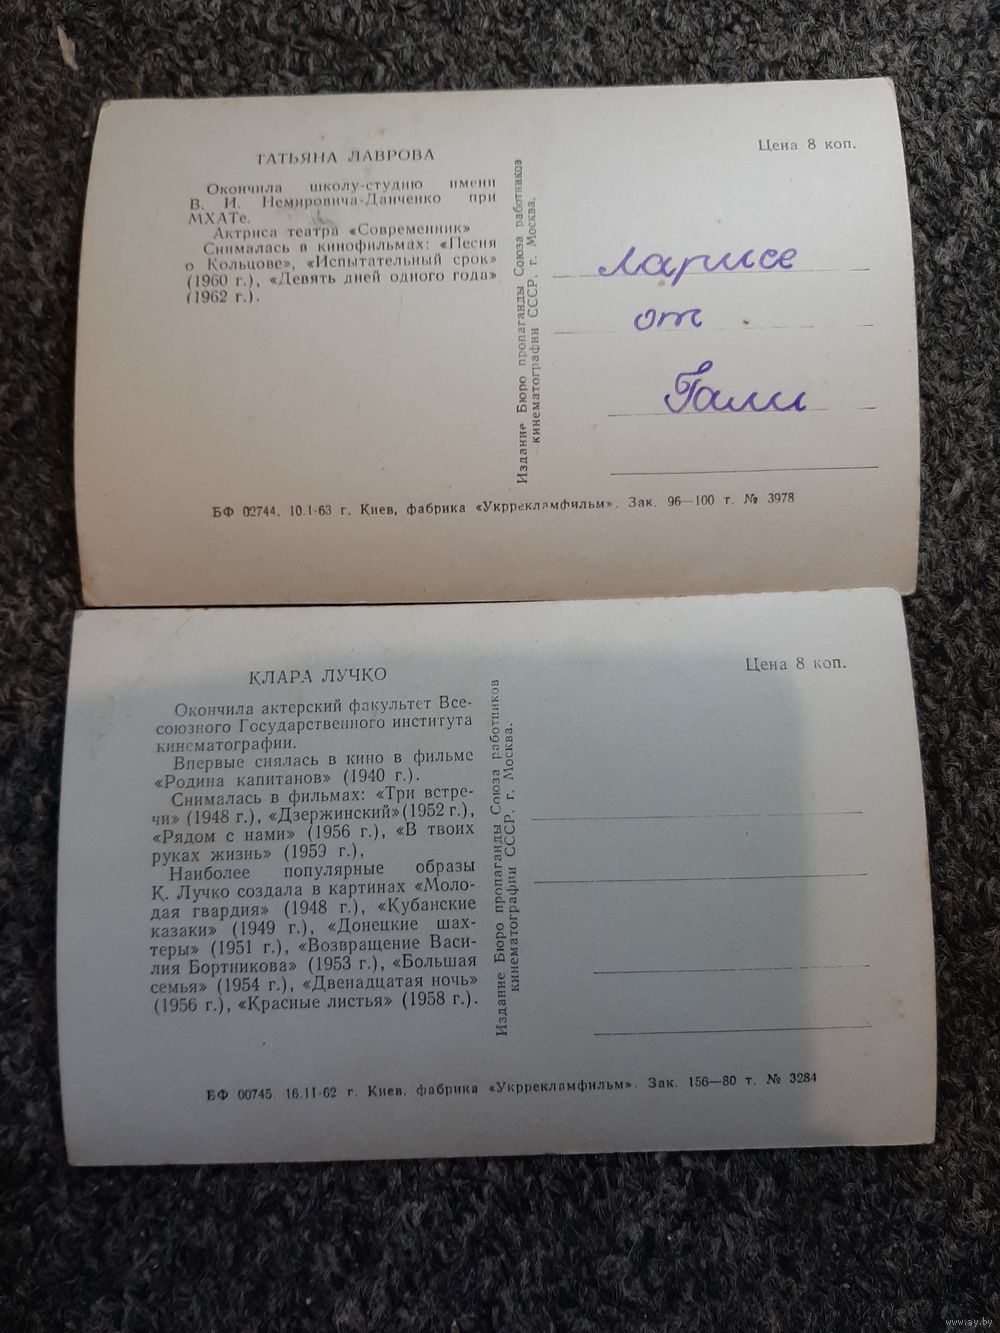 ТАТЬЯНА ЛАВРОВА
Окончила школу-студию имени
В. И. Немировича-Данченко при
МХАТе.
Актриса театра «Современник»
Снималась в кинофильмах: «Песня
о Кольцове», «Испытательный срок»
(1960 г.), «Девять дней одного года»
(1962 г.).
Издание Бюро пропаганды Союза работников
кинематографии СССР, г. Москва.
Цена 8 коп.
Ларисе
от
Гали
БФ 02744. 10.I-63 г. Киев, фабрика «Укррекламфильм». Зак. 96—100 т. № 3978
КЛАРА ЛУЧКО
Окончила актерский факультет Все-
союзного Государственного института
кинематографии.
Впервые снялась в кино в фильме
«Родина капитанов» (1940 г.).
Снималась в фильмах: «Три встре-
чи» (1948 г.), «Дзержинский» (1952 г.),
«Рядом с нами» (1956 г.), «В твоих
руках жизнь» (1959 г.),
Наиболее популярные образы
К. Лучко создала в картинах «Моло-
дая гвардия» (1948 г.), «Кубанские
казаки» (1949 г.), «Донецкие шах-
теры» (1951 г.), «Возвращение Васи-
лия Бортникова» (1953 г.), «Большая
семья» (1954 г.), «Двенадцатая ночь»
(1956 г.), «Красные листья» (1958 г.).
Издание Бюро пропаганды Союза работников
кинематографии СССР, г. Москва.
Цена 8 коп.
БФ 00745. 16.11-62 г. Киев, фабрика «Укррекламфильм». Зак. 156—80 т. № 3284
www.ay.by